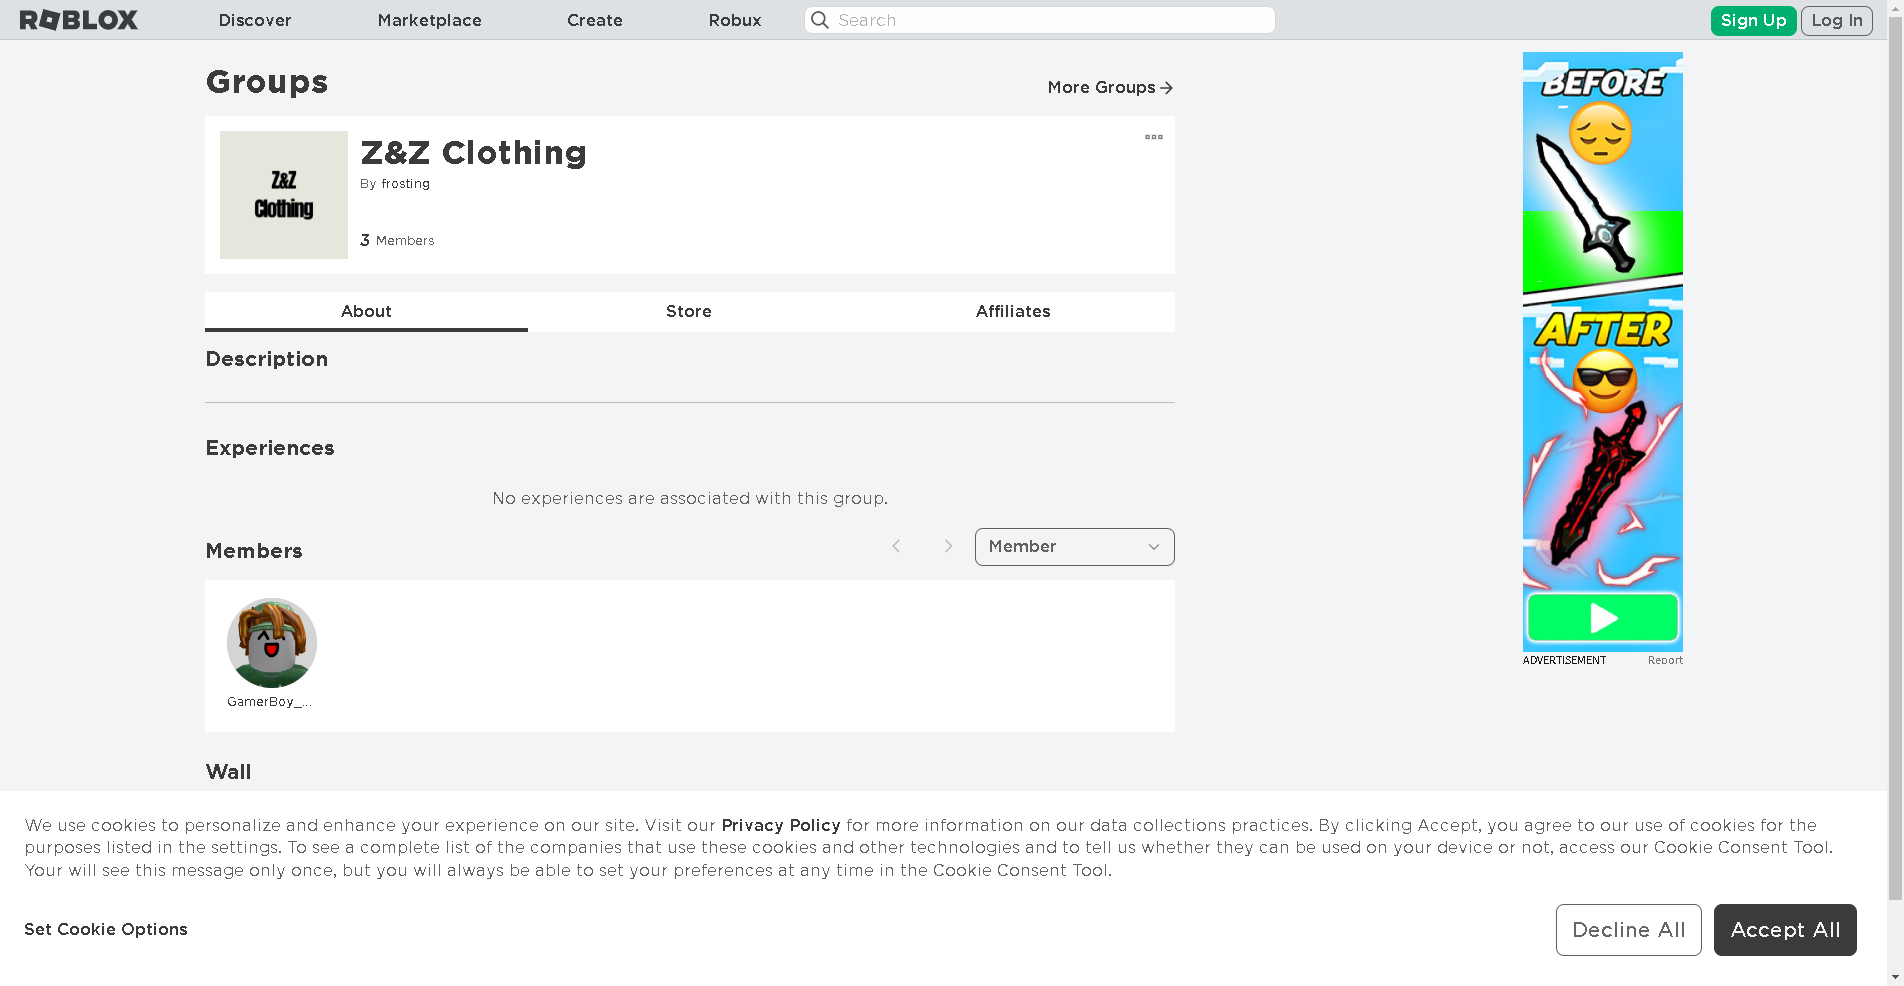 ROBLOX Discover Marketplace Create Robux Search Sign Up Log In
Groups
More Groups
Z&Z
Clothing
Z&Z Clothing
By frosting
3 Members
About Store Affiliates
Description
Experiences
No experiences are associated with this group.
Members
Member
GamerBoy_...
Wall
BEFORE
AFTER
ADVERTISEMENT Report
We use cookies to personalize and enhance your experience on our site. Visit our Privacy Policy for more information on our data collections practices. By clicking Accept, you agree to our use of cookies for the
purposes listed in the settings. To see a complete list of the companies that use these cookies and other technologies and to tell us whether they can be used on your device or not, access our Cookie Consent Tool.
Your will see this message only once, but you will always be able to set your preferences at any time in the Cookie Consent Tool.
Set Cookie Options
Decline All Accept All